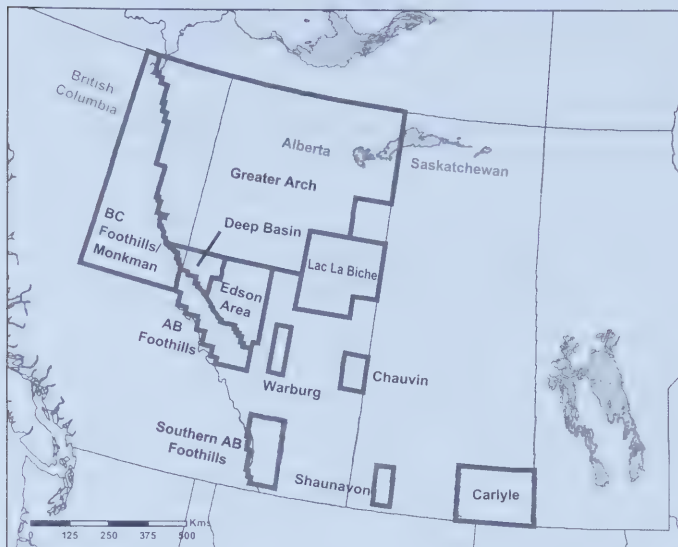 British
Columbia
Alberta
Saskatchewan
Greater Arch
Deep Basin
BC
Foothills/
Monkman
Lac La Biche
Edson
Area
AB
Foothills
Warburg
Chauvin
Southern AB
Foothills
Shaunavon
Carlyle
Kms
125 250 375 500